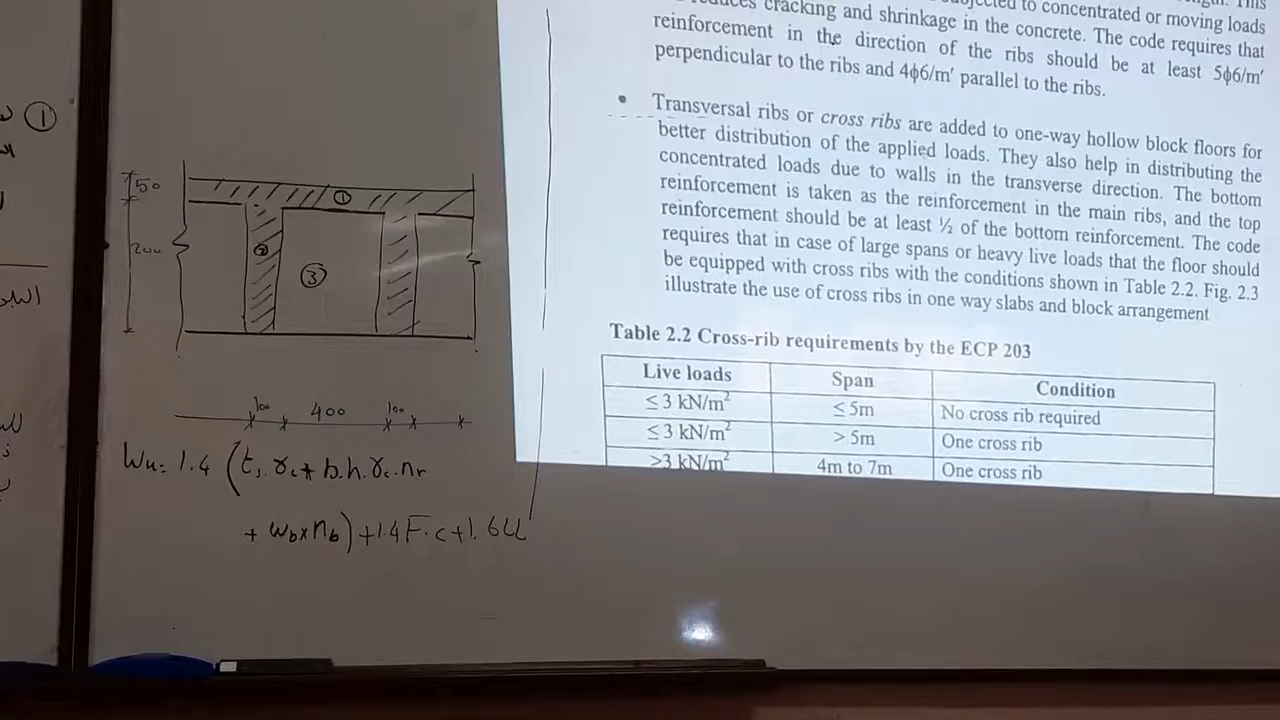 ①
50
200
①
②
③
100 400 100
Wu = 1.4 (ts.γc + b.h.γc.nr
+ wb×nb) + 1.4 F.c + 1.6LL
to concentrated or moving loads
cracking and shrinkage in the concrete. The code requires that
reinforcement in the direction of the ribs should be at least 5ϕ6/m'
perpendicular to the ribs and 4ϕ6/m' parallel to the ribs.
• Transversal ribs or cross ribs are added to one-way hollow block floors for
better distribution of the applied loads. They also help in distributing the
concentrated loads due to walls in the transverse direction. The bottom
reinforcement is taken as the reinforcement in the main ribs, and the top
reinforcement should be at least ½ of the bottom reinforcement. The code
requires that in case of large spans or heavy live loads that the floor should
be equipped with cross ribs with the conditions shown in Table 2.2. Fig. 2.3
illustrate the use of cross ribs in one way slabs and block arrangement
Table 2.2 Cross-rib requirements by the ECP 203
Live loads Span Condition
≤ 3 kN/m² ≤ 5m No cross rib required
≤ 3 kN/m² > 5m One cross rib
>3 kN/m² 4m to 7m One cross rib